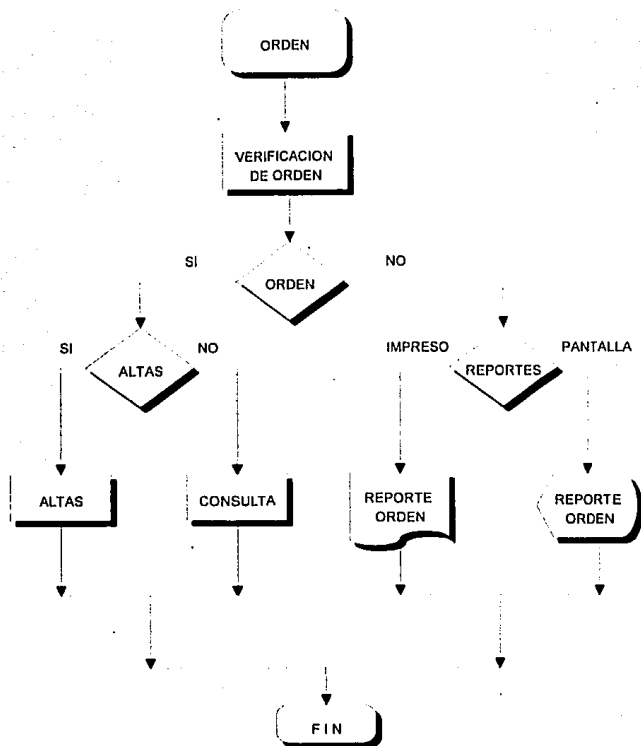 ORDEN
VERIFICACION
DE ORDEN
SI
NO
ORDEN
SI
NO
ALTAS
IMPRESO
PANTALLA
REPORTES
ALTAS
CONSULTA
REPORTE
ORDEN
REPORTE
ORDEN
FIN